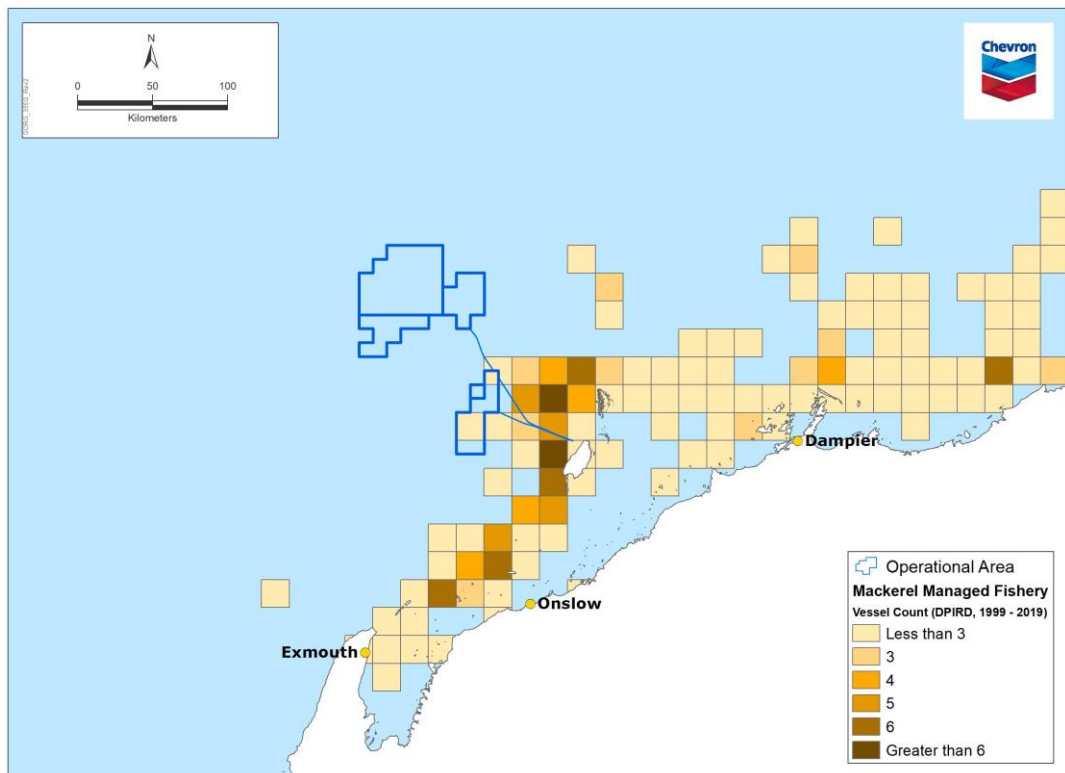 N
0 50 100
Kilometers
Chevron
Dampier
Onslow
Exmouth
Operational Area
Mackerel Managed Fishery
Vessel Count (DPIRD, 1999 - 2019)
Less than 3
3
4
5
6
Greater than 6